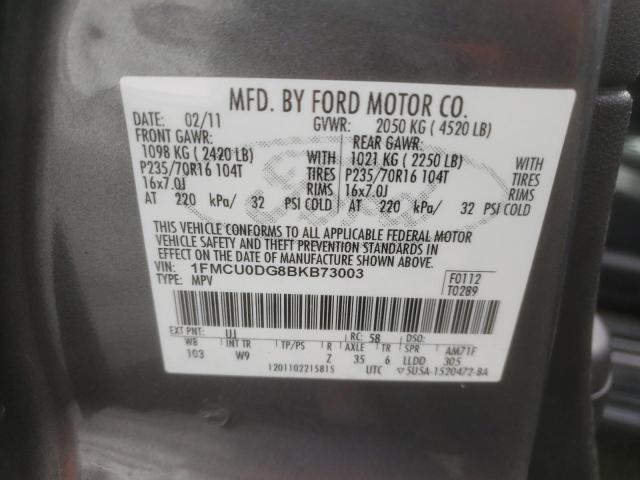 MFD. BY FORD MOTOR CO.
DATE: 02/11 GVWR: 2050 KG ( 4520 LB)
FRONT GAWR: REAR GAWR:
1098 KG ( 2420 LB) WITH 1021 KG ( 2250 LB) WITH
P235/70R16 104T TIRES P235/70R16 104T TIRES
16x7.0J RIMS 16x7.0J RIMS
AT 220 kPa/ 32 PSI COLD AT 220 kPa/ 32 PSI COLD
THIS VEHICLE CONFORMS TO ALL APPLICABLE FEDERAL MOTOR
VEHICLE SAFETY AND THEFT PREVENTION STANDARDS IN
EFFECT ON THE DATE OF MANUFACTURE SHOWN ABOVE.
VIN: 1FMCU0DG8BKB73003 F0112
TYPE: MPV T0289
EXT PNT: UJ RC: 58 DSO:
WB INT TR TP/PS R AXLE TR SPR AM71F
103 W9 Z 35 6 LLDD 305
1201102215815 UTC ▽5U5A-1520472-BA